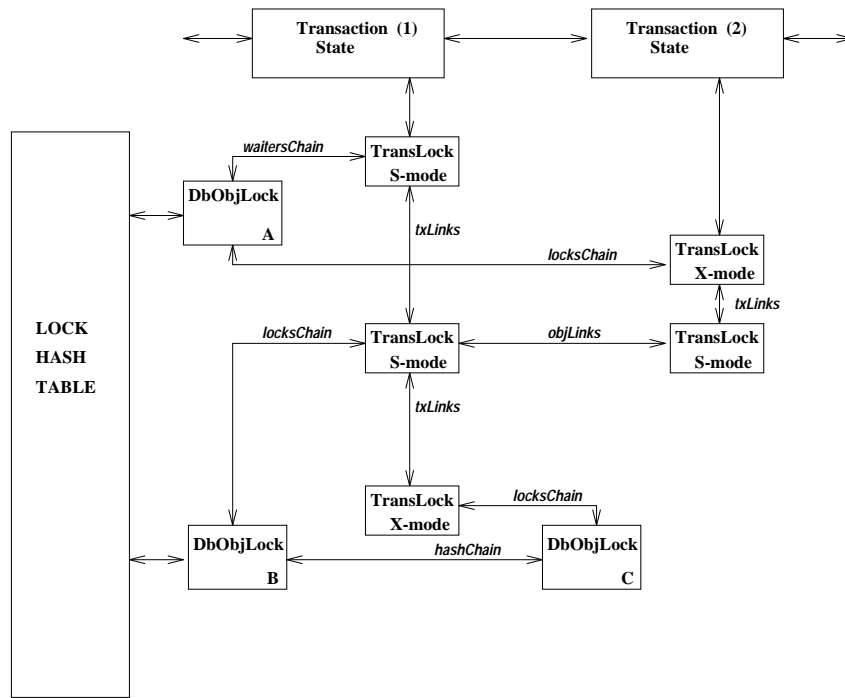 Transaction (1)
State
Transaction (2)
State
waitersChain
TransLock
S-mode
DbObjLock
A
txLinks
locksChain
TransLock
X-mode
txLinks
LOCK
HASH
TABLE
locksChain
TransLock
S-mode
objLinks
TransLock
S-mode
txLinks
TransLock
X-mode
locksChain
DbObjLock
B
hashChain
DbObjLock
C